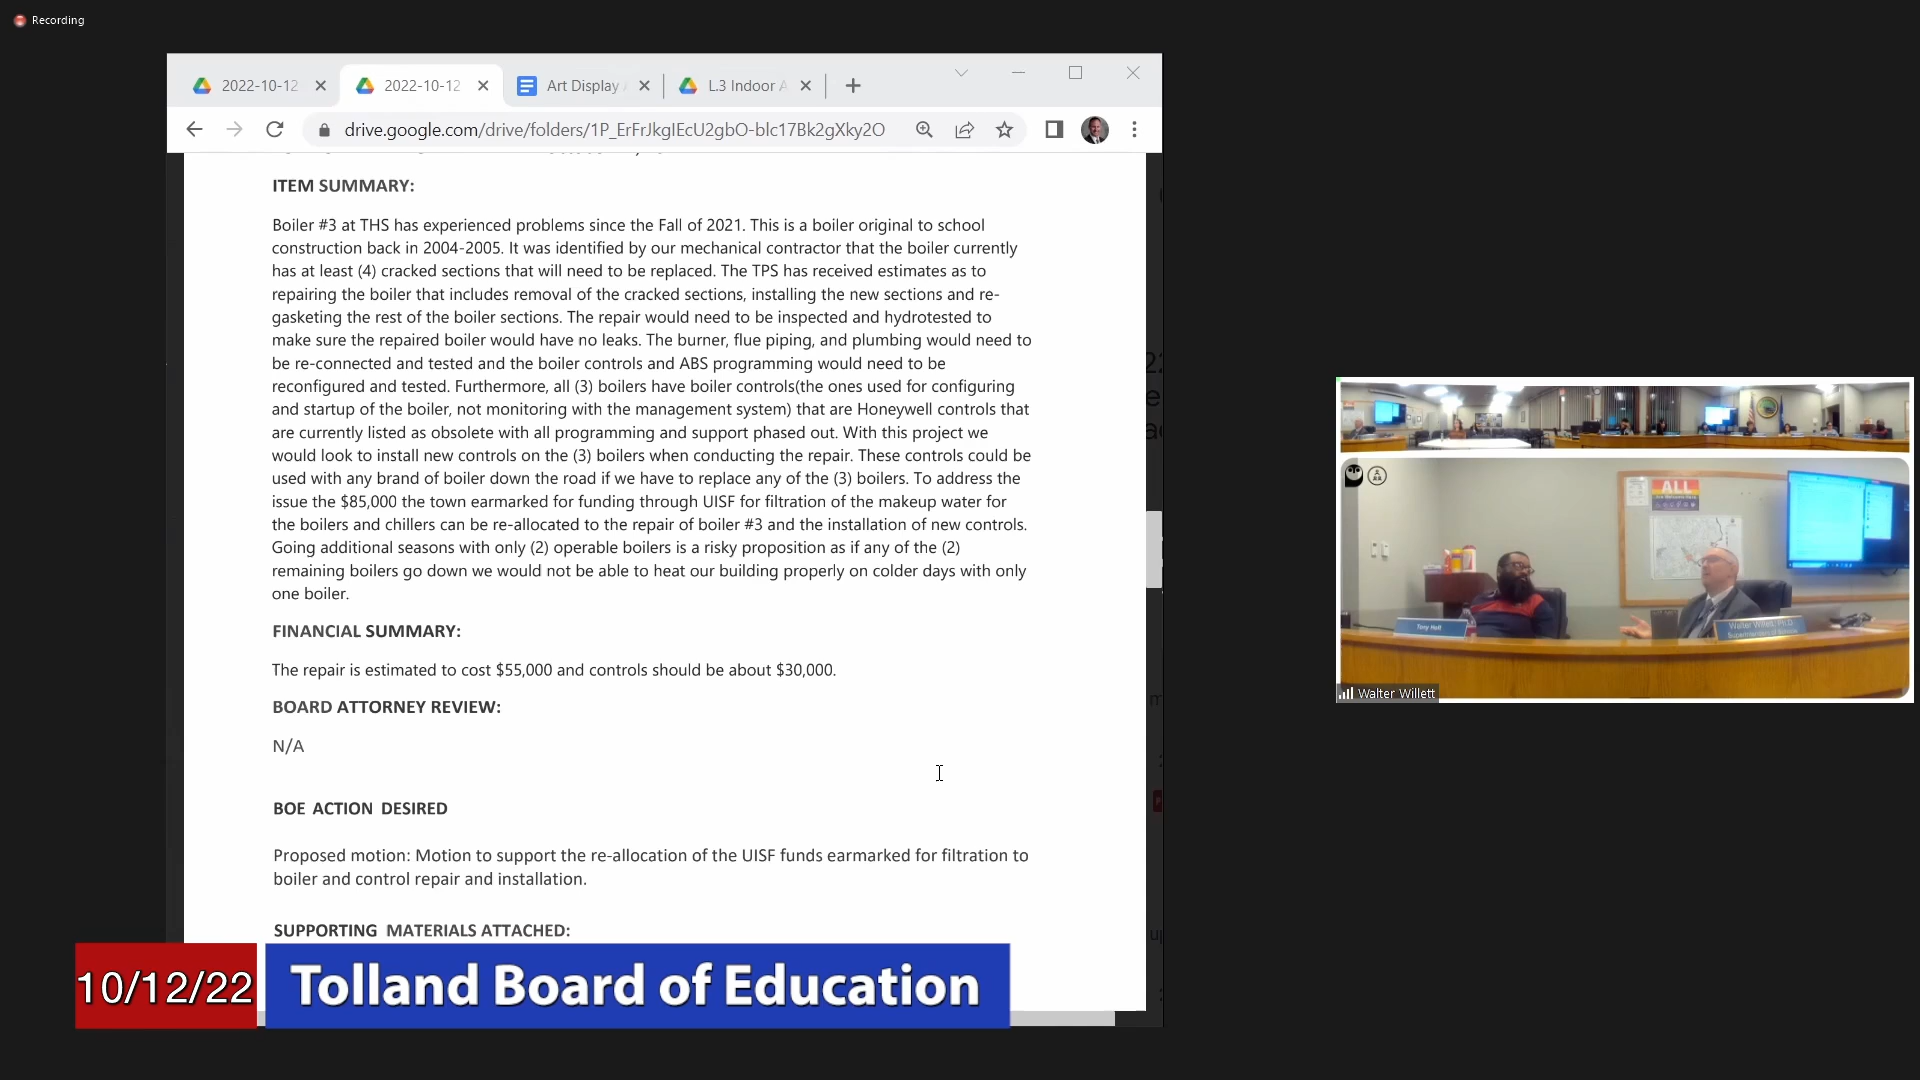 Recording
2022-10-12
2022-10-12
Art Display
L.3 Indoor A
drive.google.com/drive/folders/1P_ErFrJkgIEcU2gbO-blc17Bk2gXky2O
ITEM SUMMARY:
Boiler #3 at THS has experienced problems since the Fall of 2021. This is a boiler original to school
construction back in 2004-2005. It was identified by our mechanical contractor that the boiler currently
has at least (4) cracked sections that will need to be replaced. The TPS has received estimates as to
repairing the boiler that includes removal of the cracked sections, installing the new sections and re-
gasketing the rest of the boiler sections. The repair would need to be inspected and hydrotested to
make sure the repaired boiler would have no leaks. The burner, flue piping, and plumbing would need to
be re-connected and tested and the boiler controls and ABS programming would need to be
reconfigured and tested. Furthermore, all (3) boilers have boiler controls(the ones used for configuring
and startup of the boiler, not monitoring with the management system) that are Honeywell controls that
are currently listed as obsolete with all programming and support phased out. With this project we
would look to install new controls on the (3) boilers when conducting the repair. These controls could be
used with any brand of boiler down the road if we have to replace any of the (3) boilers. To address the
issue the $85,000 the town earmarked for funding through UISF for filtration of the makeup water for
the boilers and chillers can be re-allocated to the repair of boiler #3 and the installation of new controls.
Going additional seasons with only (2) operable boilers is a risky proposition as if any of the (2)
remaining boilers go down we would not be able to heat our building properly on colder days with only
one boiler.
FINANCIAL SUMMARY:
The repair is estimated to cost $55,000 and controls should be about $30,000.
BOARD ATTORNEY REVIEW:
N/A
BOE ACTION DESIRED
Proposed motion: Motion to support the re-allocation of the UISF funds earmarked for filtration to
boiler and control repair and installation.
SUPPORTING MATERIALS ATTACHED:
10/12/22
Tolland Board of Education
ALL
Tony Holt
Walter Willett, Ph.D.
Superintendent of Schools
Walter Willett